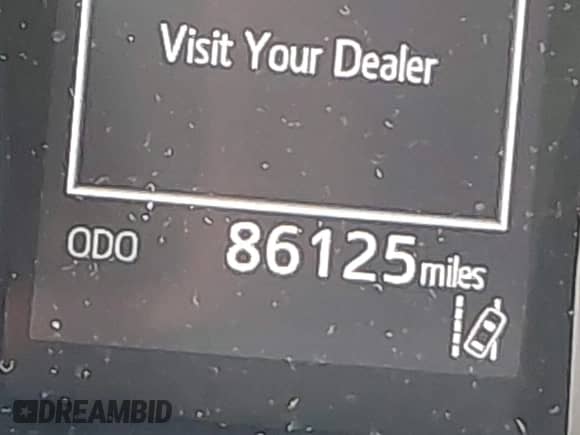 Visit Your Dealer
ODO 86125 miles
DREAMBID